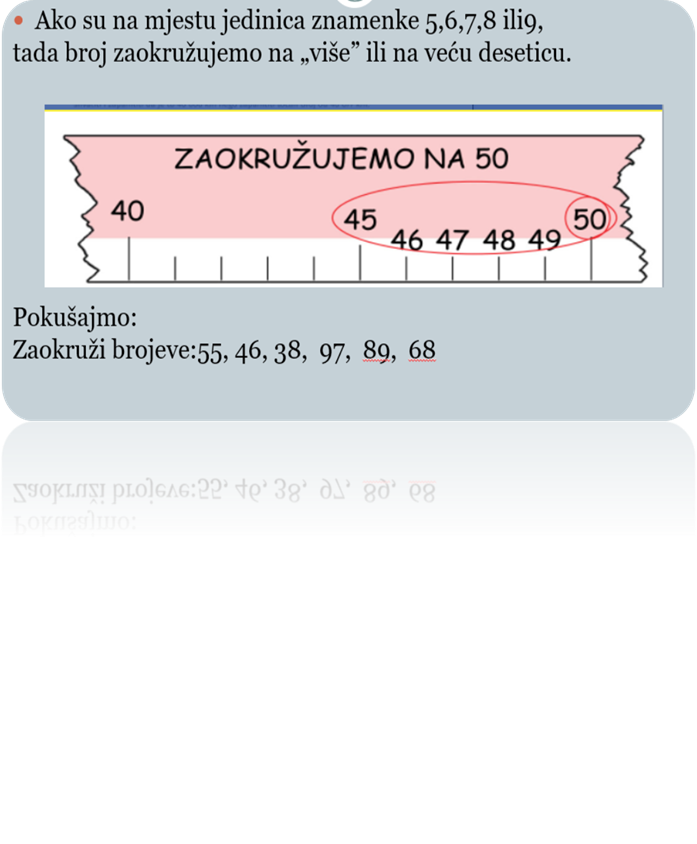 • Ako su na mjestu jedinica znamenke 5,6,7,8 ili9,
tada broj zaokružujemo na „više” ili na veću deseticu.
ZAOKRUŽUJEMO NA 50
40 45 46 47 48 49 50
Pokušajmo:
Zaokruži brojeve:55, 46, 38, 97, 89, 68